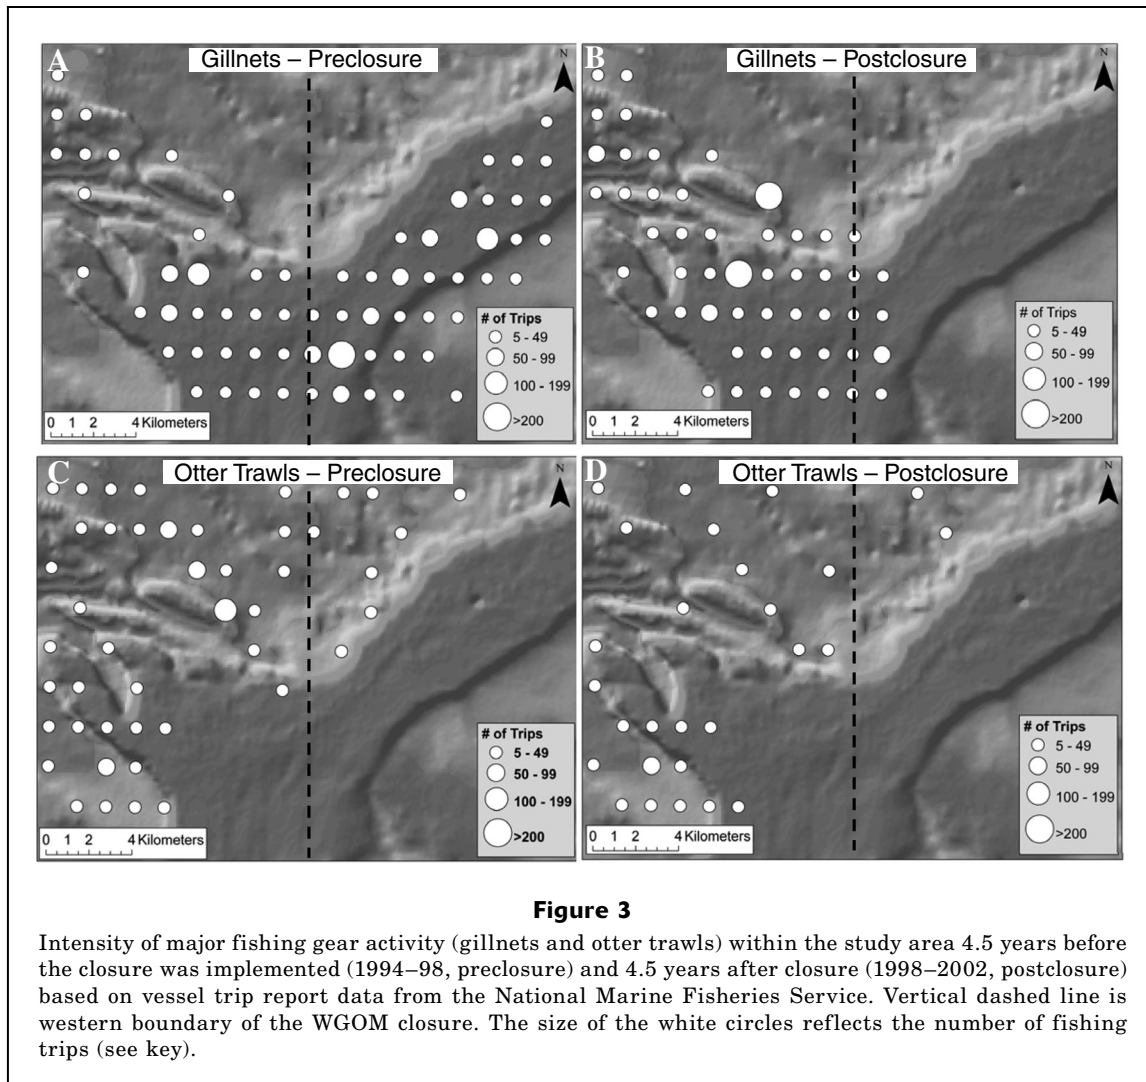 A
Gillnets – Preclosure
N
# of Trips
5 - 49
50 - 99
100 - 199
>200
0 1 2 4 Kilometers
B
Gillnets – Postclosure
N
# of Trips
5 - 49
50 - 99
100 - 199
>200
0 1 2 4 Kilometers
C
Otter Trawls – Preclosure
N
# of Trips
5 - 49
50 - 99
100 - 199
>200
0 1 2 4 Kilometers
D
Otter Trawls – Postclosure
N
# of Trips
5 - 49
50 - 99
100 - 199
>200
0 1 2 4 Kilometers
Figure 3
Intensity of major fishing gear activity (gillnets and otter trawls) within the study area 4.5 years before
the closure was implemented (1994–98, preclosure) and 4.5 years after closure (1998–2002, postclosure)
based on vessel trip report data from the National Marine Fisheries Service. Vertical dashed line is
western boundary of the WGOM closure. The size of the white circles reflects the number of fishing
trips (see key).